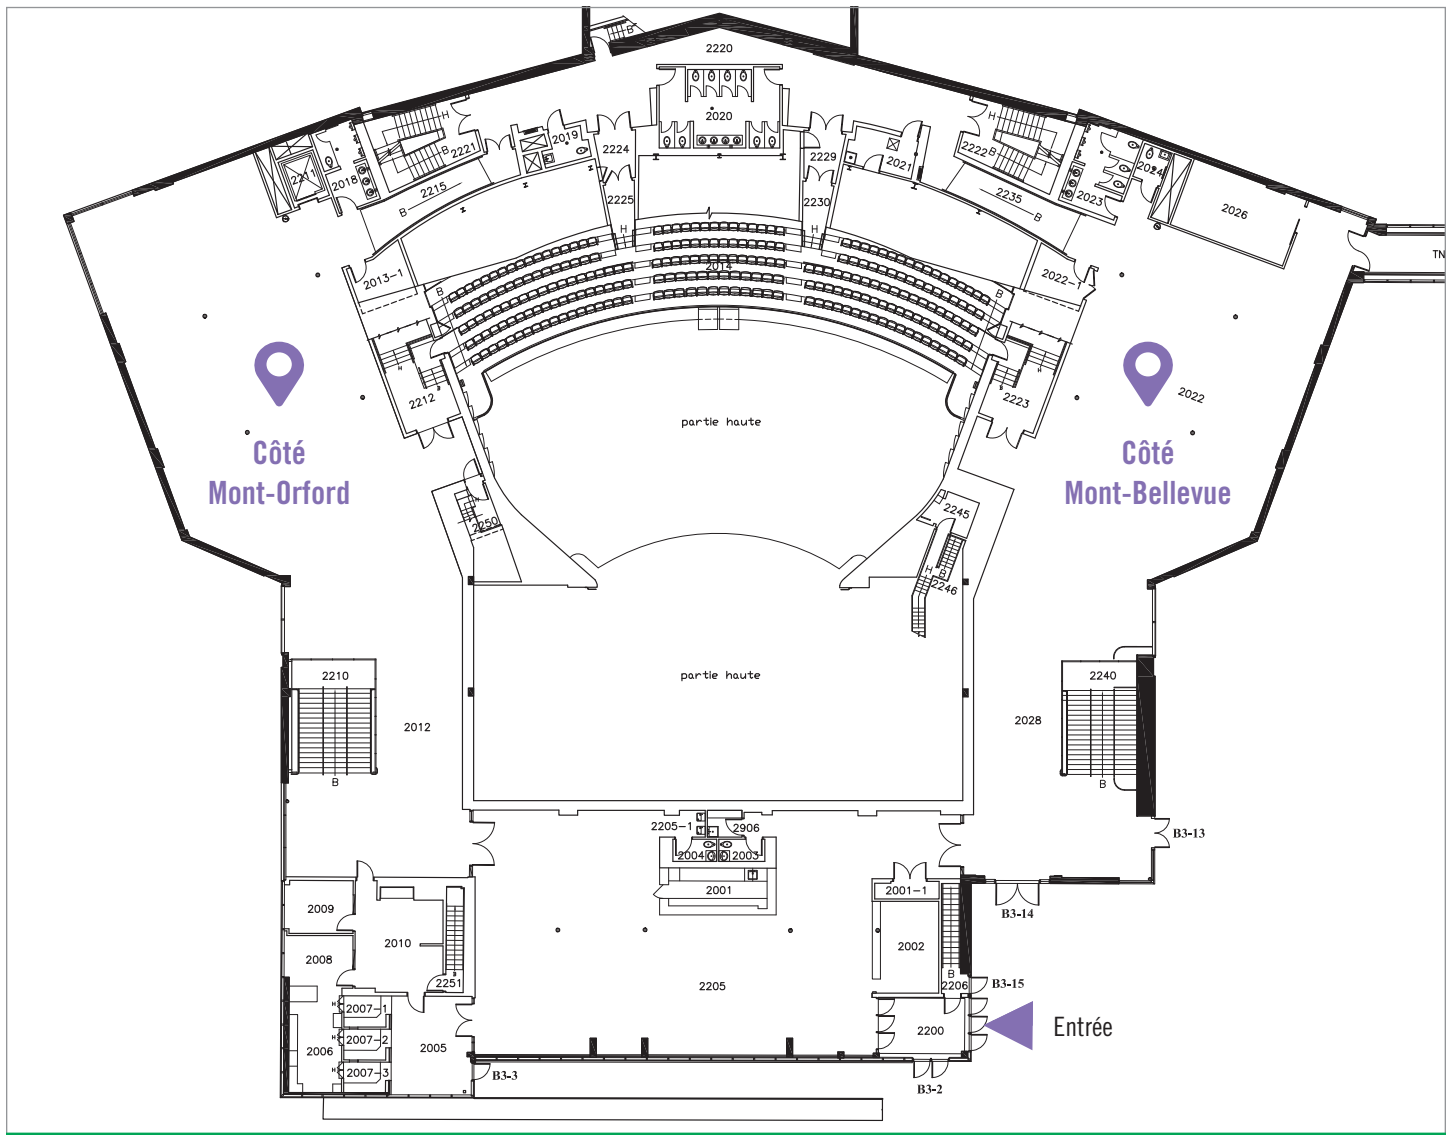 B
2220
H
2020
2019
2224
2229
2021
H
B
2221
2222
B
2211
2018
2215
B
2225
2230
2235
B
2023
2024
2026
H
H
TN
2013-1
2014
2022-1
B
B
H
H
B
B
2212
2223
2022
partie haute
Côté
Mont-Orford
Côté
Mont-Bellevue
2250
2245
H
B
2246
2210
partie haute
2240
2012
2028
B
B
2205-1
2906
B3-13
2004
2003
2001
2001-1
2009
B3-14
2010
2002
2008
B
2251
B
2206
B3-15
2205
H
2007-1
2200
Entrée
H
2007-2
2006
2005
H
2007-3
B3-3
B3-2